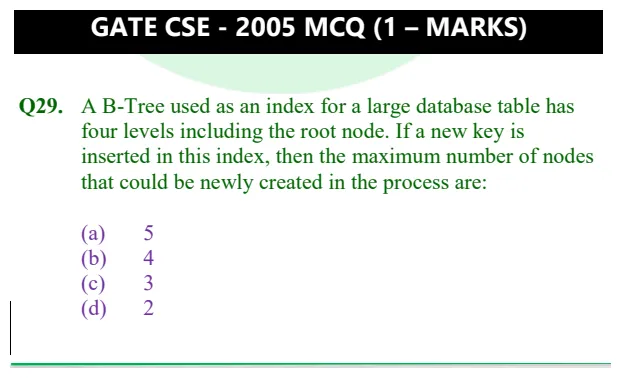 GATE CSE - 2005 MCQ (1 – MARKS)
Q29. A B-Tree used as an index for a large database table has
four levels including the root node. If a new key is
inserted in this index, then the maximum number of nodes
that could be newly created in the process are:
(a) 5
(b) 4
(c) 3
(d) 2